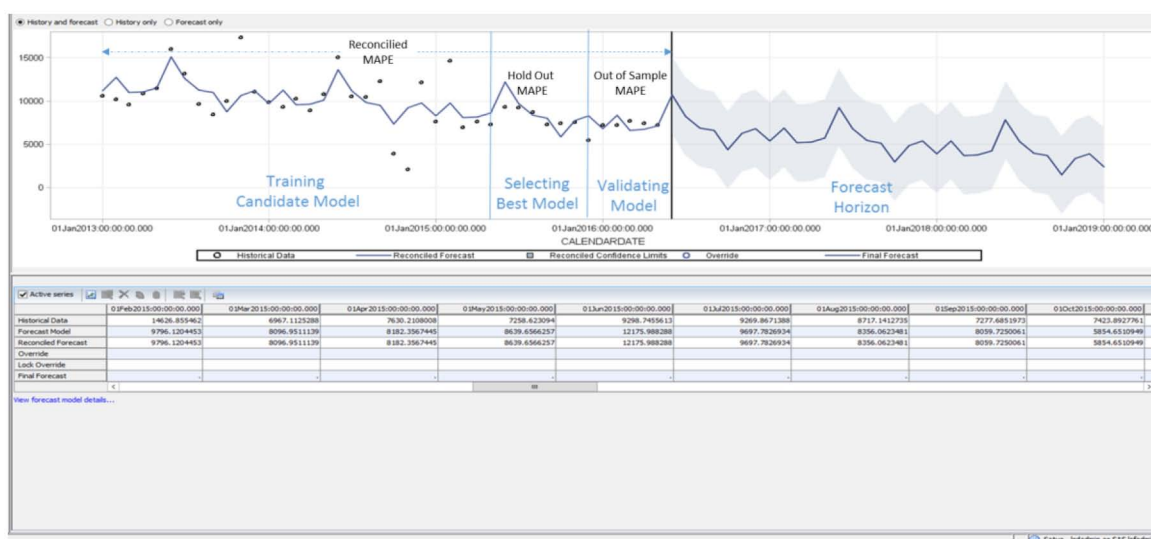 History and forecast History only Forecast only
15000
10000
5000
0
Reconcilied
MAPE
Hold Out
MAPE
Out of Sample
MAPE
Training
Candidate Model
Selecting
Best Model
Validating
Model
Forecast
Horizon
01Jan2013:00:00:00.000 01Jan2014:00:00:00.000 01Jan2015:00:00:00.000 01Jan2016:00:00:00.000 01Jan2017:00:00:00.000 01Jan2018:00:00:00.000 01Jan2019:00:00:00.000
CALENDARDATE
Historical Data Reconciled Forecast Reconciled Confidence Limits Override Final Forecast
Active series
01Feb2015:00:00:00.000 01Mar2015:00:00:00.000 01Apr2015:00:00:00.000 01May2015:00:00:00.000 01Jun2015:00:00:00.000 01Jul2015:00:00:00.000 01Aug2015:00:00:00.000 01Sep2015:00:00:00.000 01Oct2015:00:00:00.000
Historical Data 14626.855462 6967.1125288 7630.2108008 7258.623094 9298.7455613 9269.8671388 8717.1412735 7277.6851973 7423.8927761
Forecast Model 9796.1204453 8096.9511139 8182.3567445 8639.6566257 12175.988288 9697.7826934 8356.0623481 8059.7250061 5854.6510949
Reconciled Forecast 9796.1204453 8096.9511139 8182.3567445 8639.6566257 12175.988288 9697.7826934 8356.0623481 8059.7250061 5854.6510949
Override
Lock Override
Final Forecast . . . . . . . . .
View forecast model details...